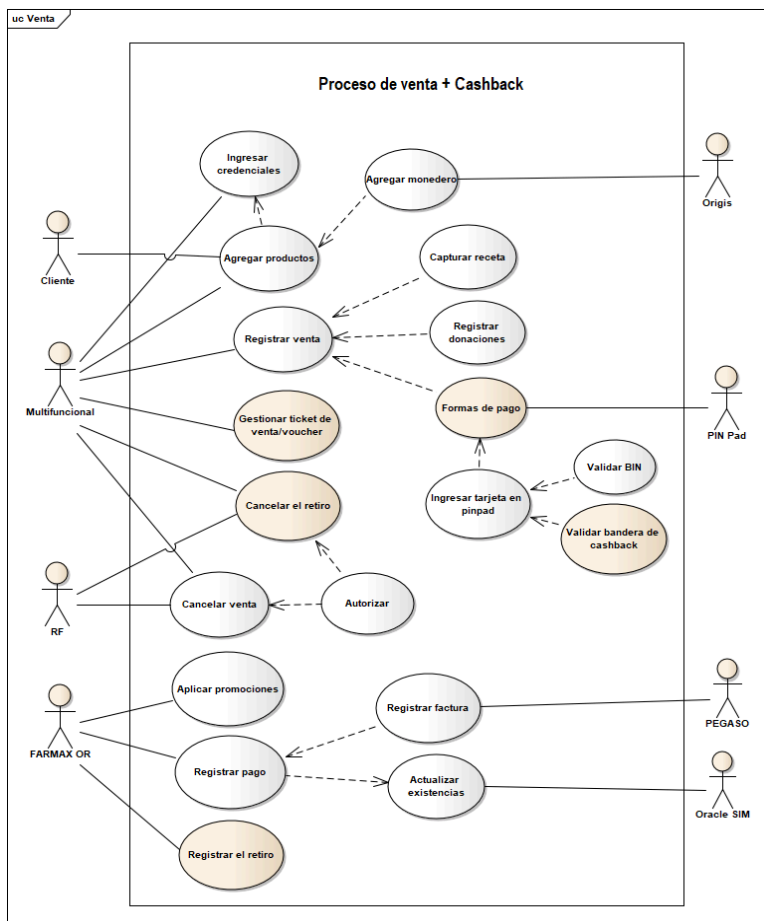 uc Venta
Proceso de venta + Cashback
Ingresar
credenciales
Agregar monedero
Origis
Cliente
Agregar productos
Capturar receta
Registrar venta
Registrar
donaciones
Multifuncional
Gestionar ticket de
venta/voucher
Formas de pago
PIN Pad
Validar BIN
Cancelar el retiro
Ingresar tarjeta en
pinpad
Validar bandera de
cashback
RF
Cancelar venta
Autorizar
Aplicar promociones
Registrar factura
PEGASO
FARMAX OR
Registrar pago
Actualizar
existencias
Oracle SIM
Registrar el retiro